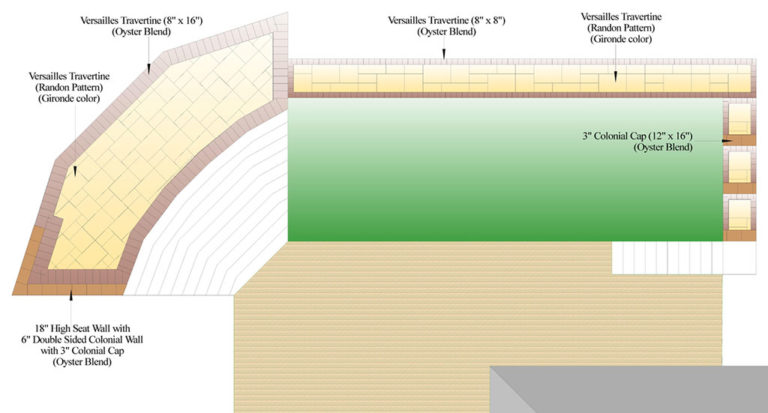 Versailles Travertine (8" x 16")
(Oyster Blend)
Versailles Travertine (8" x 8")
(Oyster Blend)
Versailles Travertine
(Randon Pattern)
(Gironde color)
Versailles Travertine
(Randon Pattern)
(Gironde color)
3" Colonial Cap (12" x 16")
(Oyster Blend)
18" High Seat Wall with
6" Double Sided Colonial Wall
with 3" Colonial Cap
(Oyster Blend)